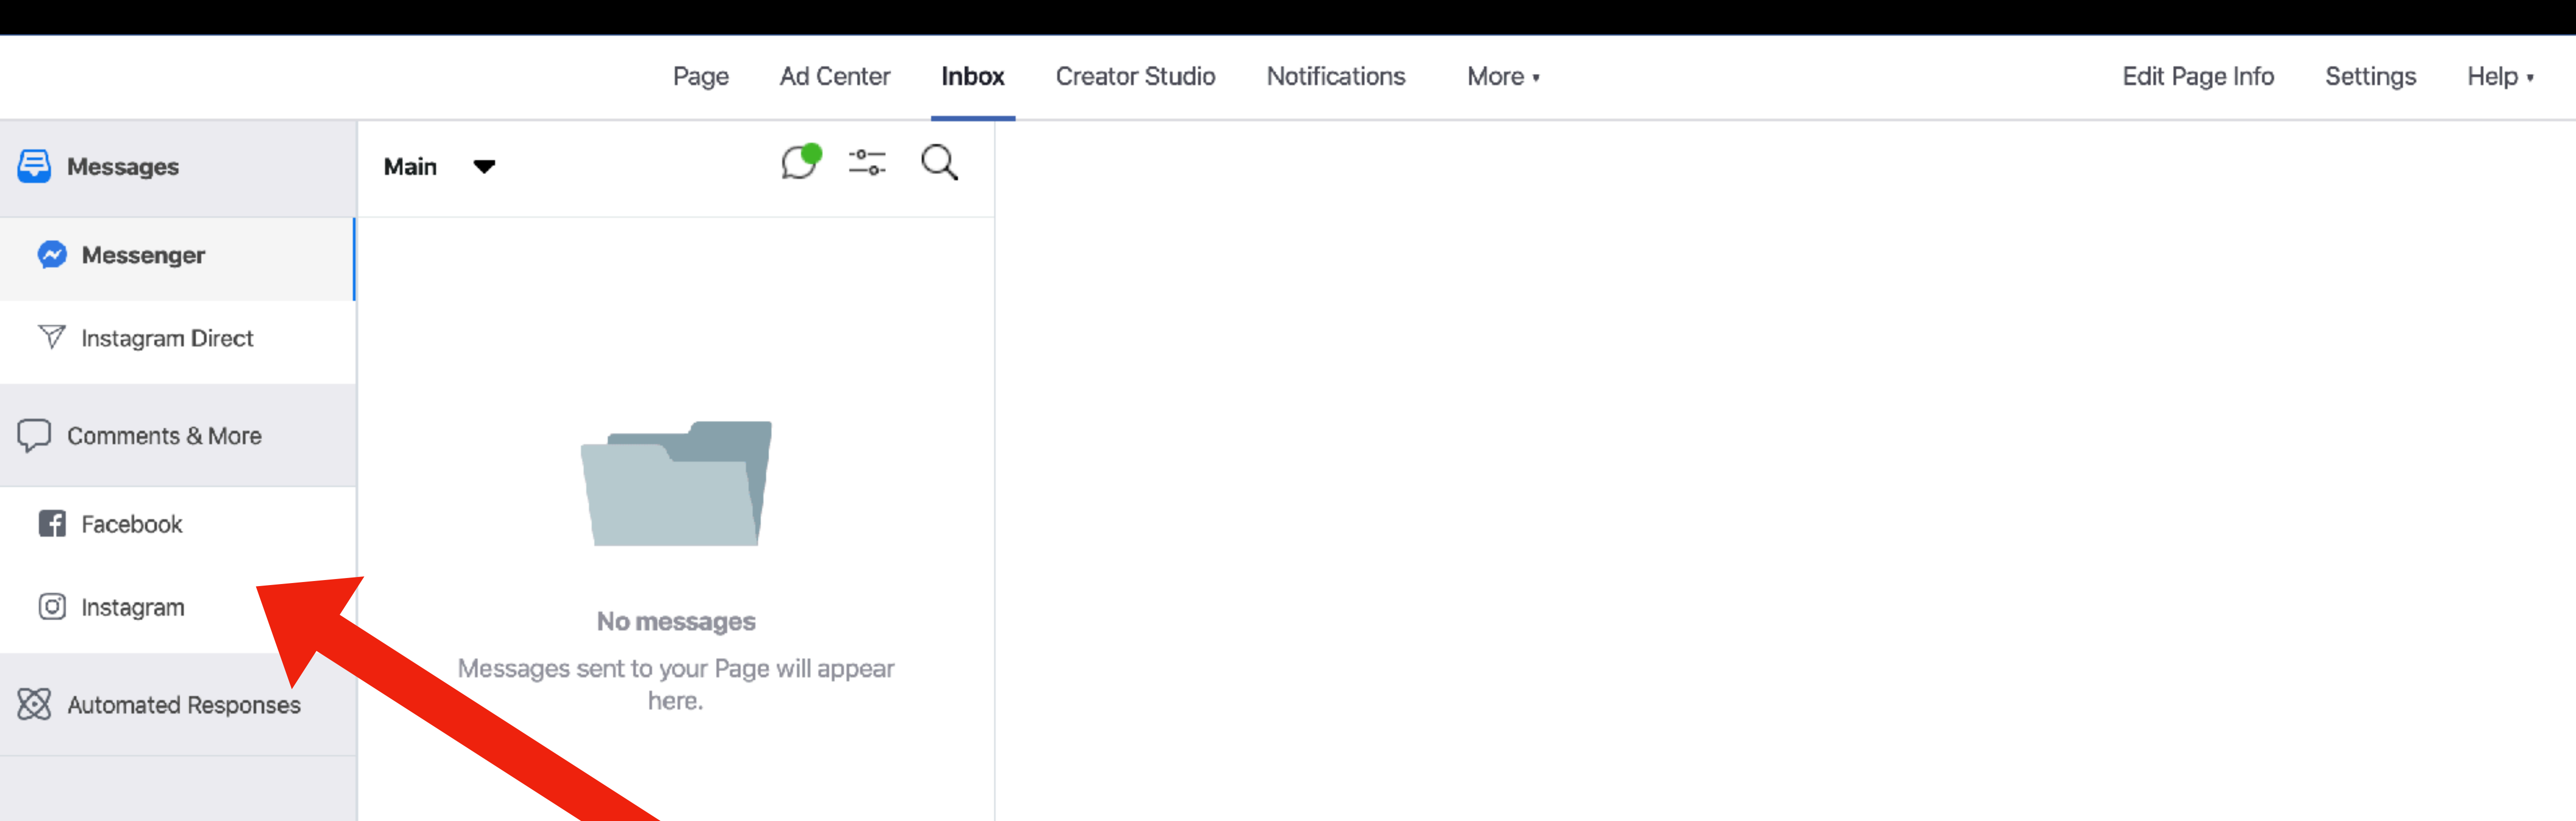 Page Ad Center Inbox Creator Studio Notifications More Edit Page Info Settings Help
Messages
Messenger
Instagram Direct
Comments & More
Facebook
Instagram
Automated Responses
Main
No messages
Messages sent to your Page will appear
here.